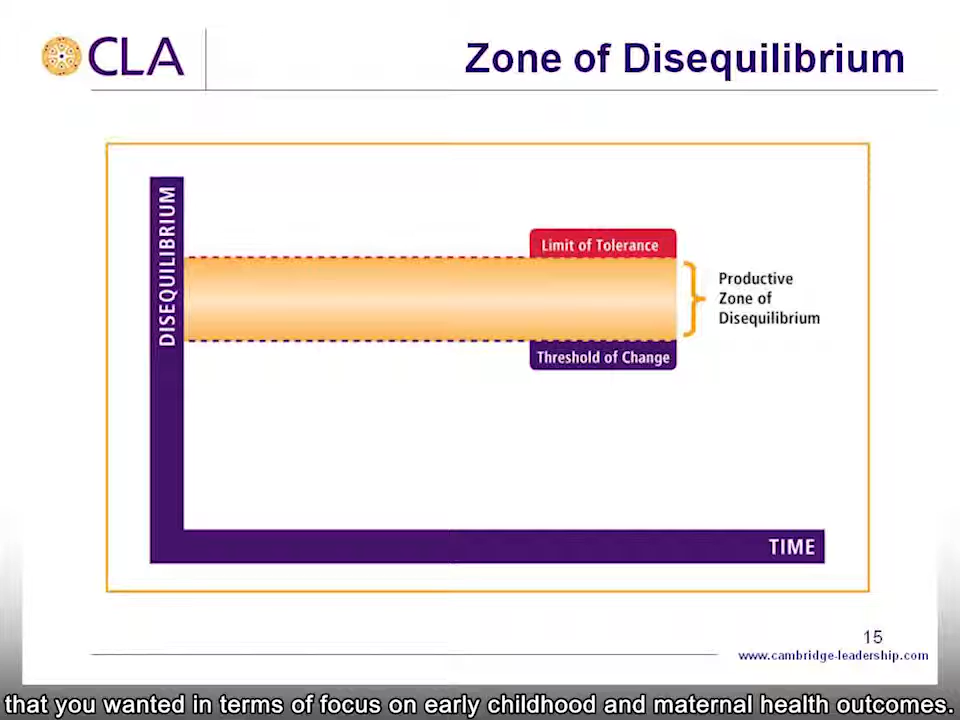 CLA
Zone of Disequilibrium
DISEQUILIBRIUM
Limit of Tolerance
Productive
Zone of
Disequilibrium
Threshold of Change
TIME
15
www.cambridge-leadership.com
that you wanted in terms of focus on early childhood and maternal health outcomes.